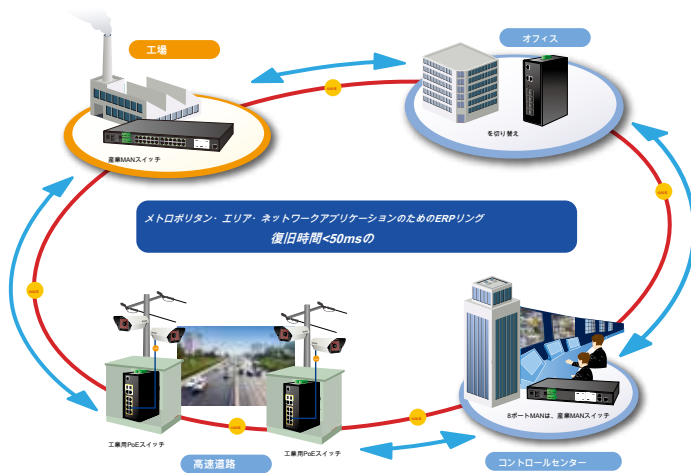 工場
オフィス
を切り替え
産業MANスイッチ
メトロポリタン・エリア・ネットワークアプリケーションのためのERPリング
復旧時間<50msの
8ポートMANは、産業MANスイッチ
工業用PoEスイッチ
工業用PoEスイッチ
高速道路
コントロールセンター